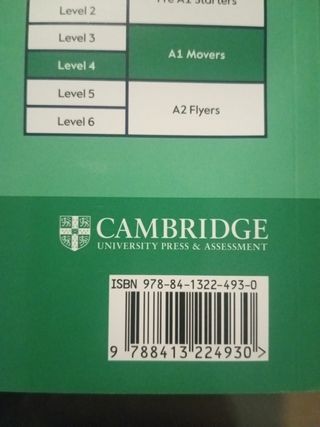 Level 2
Pre A1 Starters
Level 3
A1 Movers
Level 4
Level 5
A2 Flyers
Level 6
CAMBRIDGE
UNIVERSITY PRESS & ASSESSMENT
ISBN 978-84-1322-493-0
9 788413 224930 >